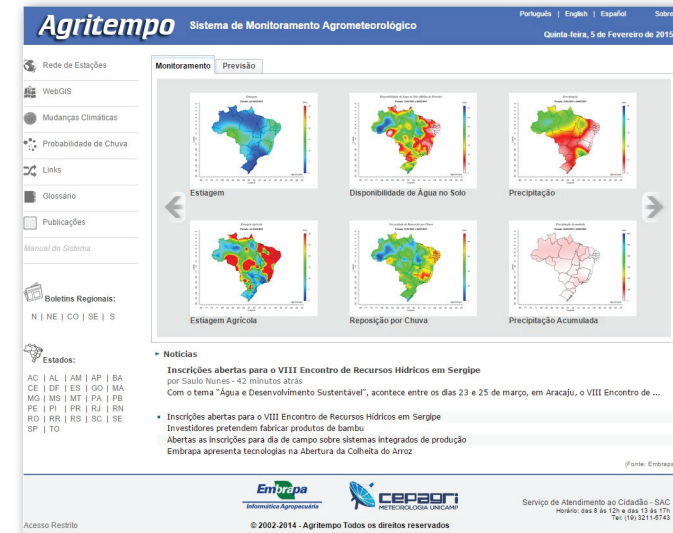 Agritempo
Sistema de Monitoramento Agrometeorológico
Português | English | Español Sobre
Quinta-feira, 5 de Fevereiro de 2015
Rede de Estações
WebGIS
Mudanças Climáticas
Probabilidade de Chuva
Links
Glossário
Publicações
Manual do Sistema
Boletins Regionais:
N | NE | CO | SE | S
Estados:
AC | AL | AM | AP | BA
CE | DF | ES | GO | MA
MG | MS | MT | PA | PB
PE | PI | PR | RJ | RN
RO | RR | RS | SC | SE
SP | TO
Monitoramento Previsão
Estiagem Disponibilidade de Água no Solo Precipitação
Estiagem Agrícola Reposição por Chuva Precipitação Acumulada
Notícias
Inscrições abertas para o VIII Encontro de Recursos Hídricos em Sergipe
por Saulo Nunes - 42 minutos atrás
Com o tema "Água e Desenvolvimento Sustentável", acontece entre os dias 23 e 25 de março, em Aracaju, o VIII Encontro de ...
Inscrições abertas para o VIII Encontro de Recursos Hídricos em Sergipe
Investidores pretendem fabricar produtos de bambu
Abertas as inscrições para dia de campo sobre sistemas integrados de produção
Embrapa apresenta tecnologias na Abertura da Colheita do Arroz
(Fonte: Embrapa
Embrapa
Informática Agropecuária
cepagri
METEOROLOGIA UNICAMP
Serviço de Atendimento ao Cidadão - SAC
Horário: das 8 às 12h e das 13 às 17h
Tel: (19) 3211-5743
Acesso Restrito
© 2002-2014 - Agritempo Todos os direitos reservados